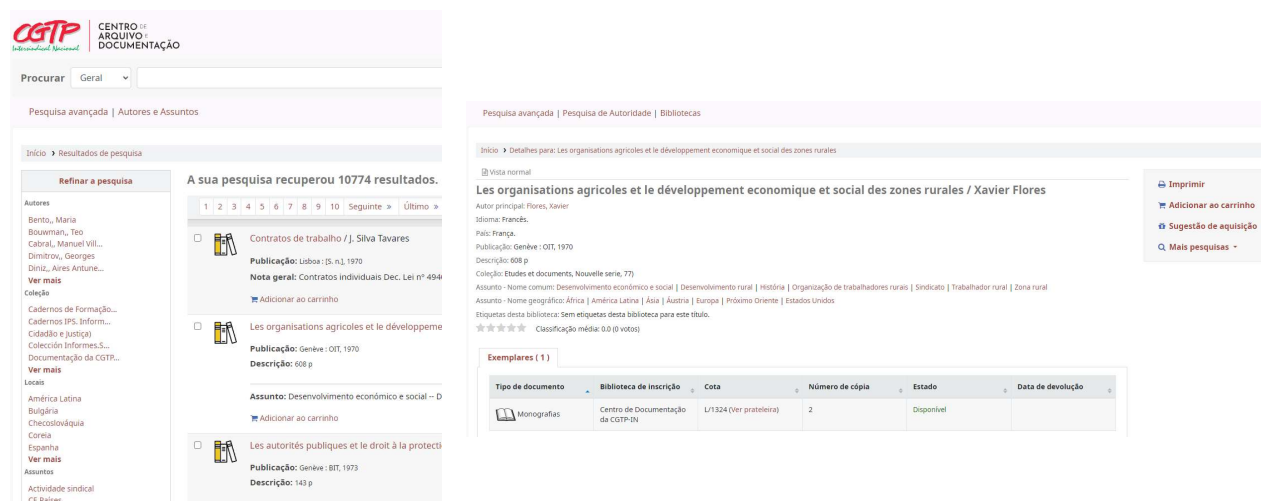 CGTP
Intersindical Nacional
CENTRO DE
ARQUIVO E
DOCUMENTAÇÃO
Procurar Geral
Pesquisa avançada | Autores e Assuntos
Início › Resultados de pesquisa
Refinar a pesquisa
Autores
Bento,, Maria
Bouwman,, Teo
Cabral,, Manuel Vill...
Dimitrov,, Georges
Diniz,, Aires Antune...
Ver mais
Coleção
Cadernos de Formação...
Cadernos IPS. Inform...
Cidadão e Justiça)
Colección Informes.S...
Documentação da CGTP...
Ver mais
Locais
América Latina
Bulgária
Checoslováquia
Coreia
Espanha
Ver mais
Assuntos
Actividade sindical
CE Países
A sua pesquisa recuperou 10774 resultados.
1 2 3 4 5 6 7 8 9 10 Seguinte » Último »
Contratos de trabalho / J. Silva Tavares
Publicação: Lisboa : [S. n.], 1970
Nota geral: Contratos individuais Dec. Lei nº 494
Adicionar ao carrinho
Les organisations agricoles et le développeme
Publicação: Genève : OIT, 1970
Descrição: 608 p
Assunto: Desenvolvimento económico e social -- D
Adicionar ao carrinho
Les autorités publiques et le droit à la protecti
Publicação: Genève : BIT, 1973
Descrição: 143 p
Pesquisa avançada | Pesquisa de Autoridade | Bibliotecas
Início › Detalhes para: Les organisations agricoles et le développement economique et social des zones rurales
Vista normal
Les organisations agricoles et le développement economique et social des zones rurales / Xavier Flores
Autor principal: Flores, Xavier
Idioma: Francês.
País: França.
Publicação: Genève : OIT, 1970
Descrição: 608 p
Coleção: Etudes et documents, Nouvelle serie, 77)
Assunto - Nome comum: Desenvolvimento económico e social | Desenvolvimento rural | História | Organização de trabalhadores rurais | Sindicato | Trabalhador rural | Zona rural
Assunto - Nome geográfico: África | América Latina | Ásia | Áustria | Europa | Próximo Oriente | Estados Unidos
Etiquetas desta biblioteca: Sem etiquetas desta biblioteca para este título.
Classificação média: 0.0 (0 votos)
Imprimir
Adicionar ao carrinho
Sugestão de aquisição
Mais pesquisas
Exemplares ( 1 )
Tipo de documento Biblioteca de inscrição Cota Número de cópia Estado Data de devolução
Monografias Centro de Documentação da CGTP-IN L/1324 (Ver prateleira) 2 Disponível